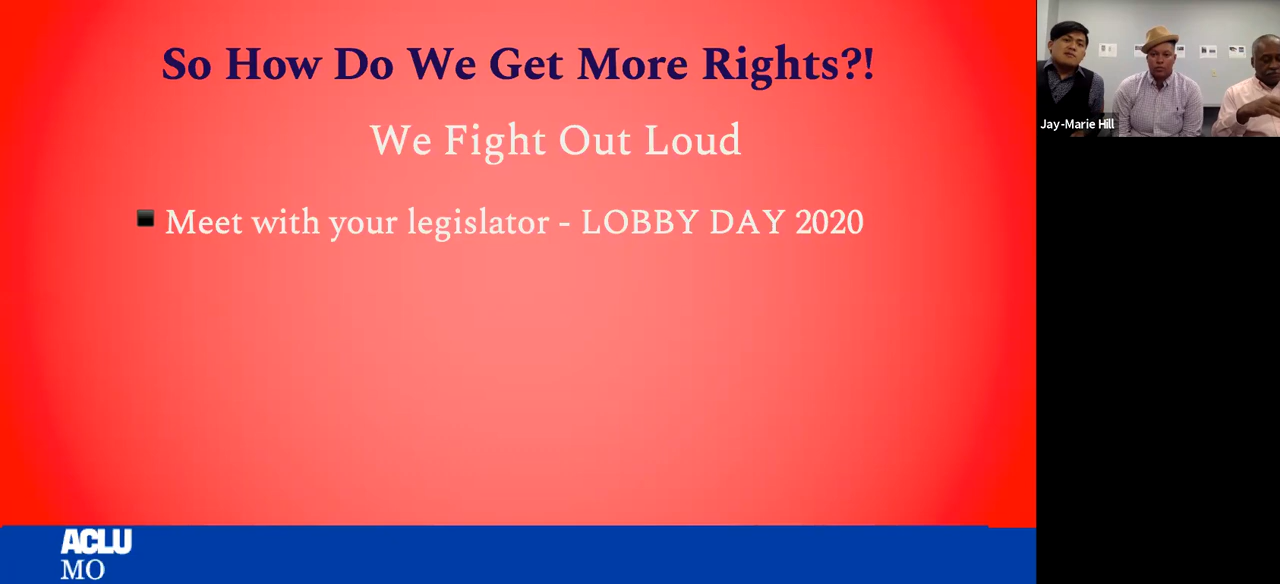 So How Do We Get More Rights?!
We Fight Out Loud
Meet with your legislator - LOBBY DAY 2020
Jay-Marie Hill
ACLU
MO